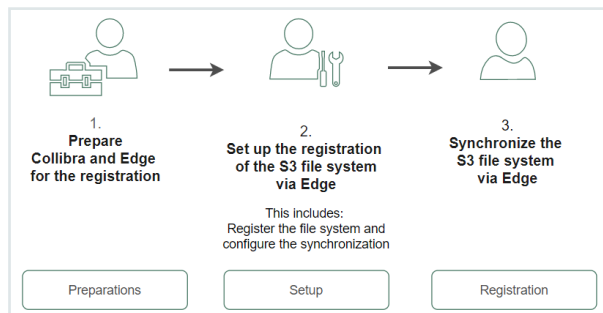 1.
Prepare
Collibra and Edge
for the registration
2.
Set up the registration
of the S3 file system
via Edge
This includes:
Register the file system and
configure the synchronization
3.
Synchronize the
S3 file system
via Edge
Preparations
Setup
Registration